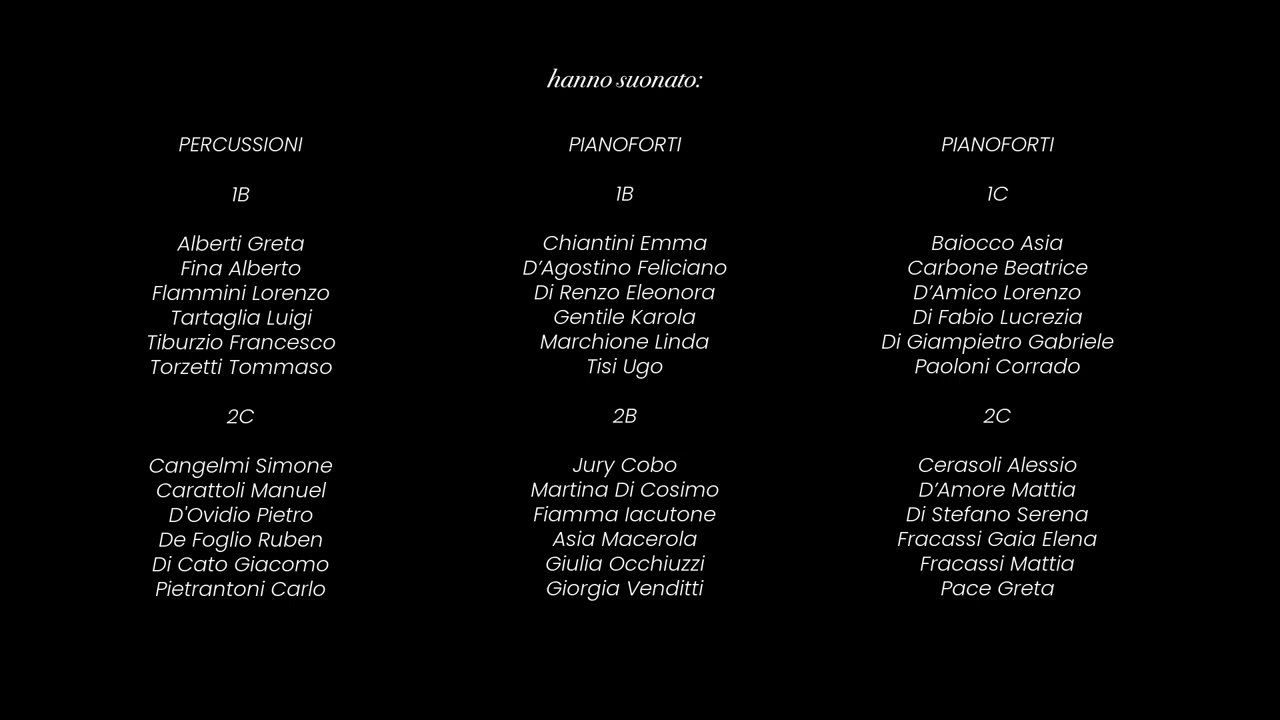 hanno suonato:
PERCUSSIONI
1B
Alberti Greta
Fina Alberto
Flammini Lorenzo
Tartaglia Luigi
Tiburzio Francesco
Torzetti Tommaso
2C
Cangelmi Simone
Carattoli Manuel
D'Ovidio Pietro
De Foglio Ruben
Di Cato Giacomo
Pietrantoni Carlo
PIANOFORTI
1B
Chiantini Emma
D’Agostino Feliciano
Di Renzo Eleonora
Gentile Karola
Marchione Linda
Tisi Ugo
2B
Jury Cobo
Martina Di Cosimo
Fiamma Iacutone
Asia Macerola
Giulia Occhiuzzi
Giorgia Venditti
PIANOFORTI
1C
Baiocco Asia
Carbone Beatrice
D’Amico Lorenzo
Di Fabio Lucrezia
Di Giampietro Gabriele
Paoloni Corrado
2C
Cerasoli Alessio
D’Amore Mattia
Di Stefano Serena
Fracassi Gaia Elena
Fracassi Mattia
Pace Greta